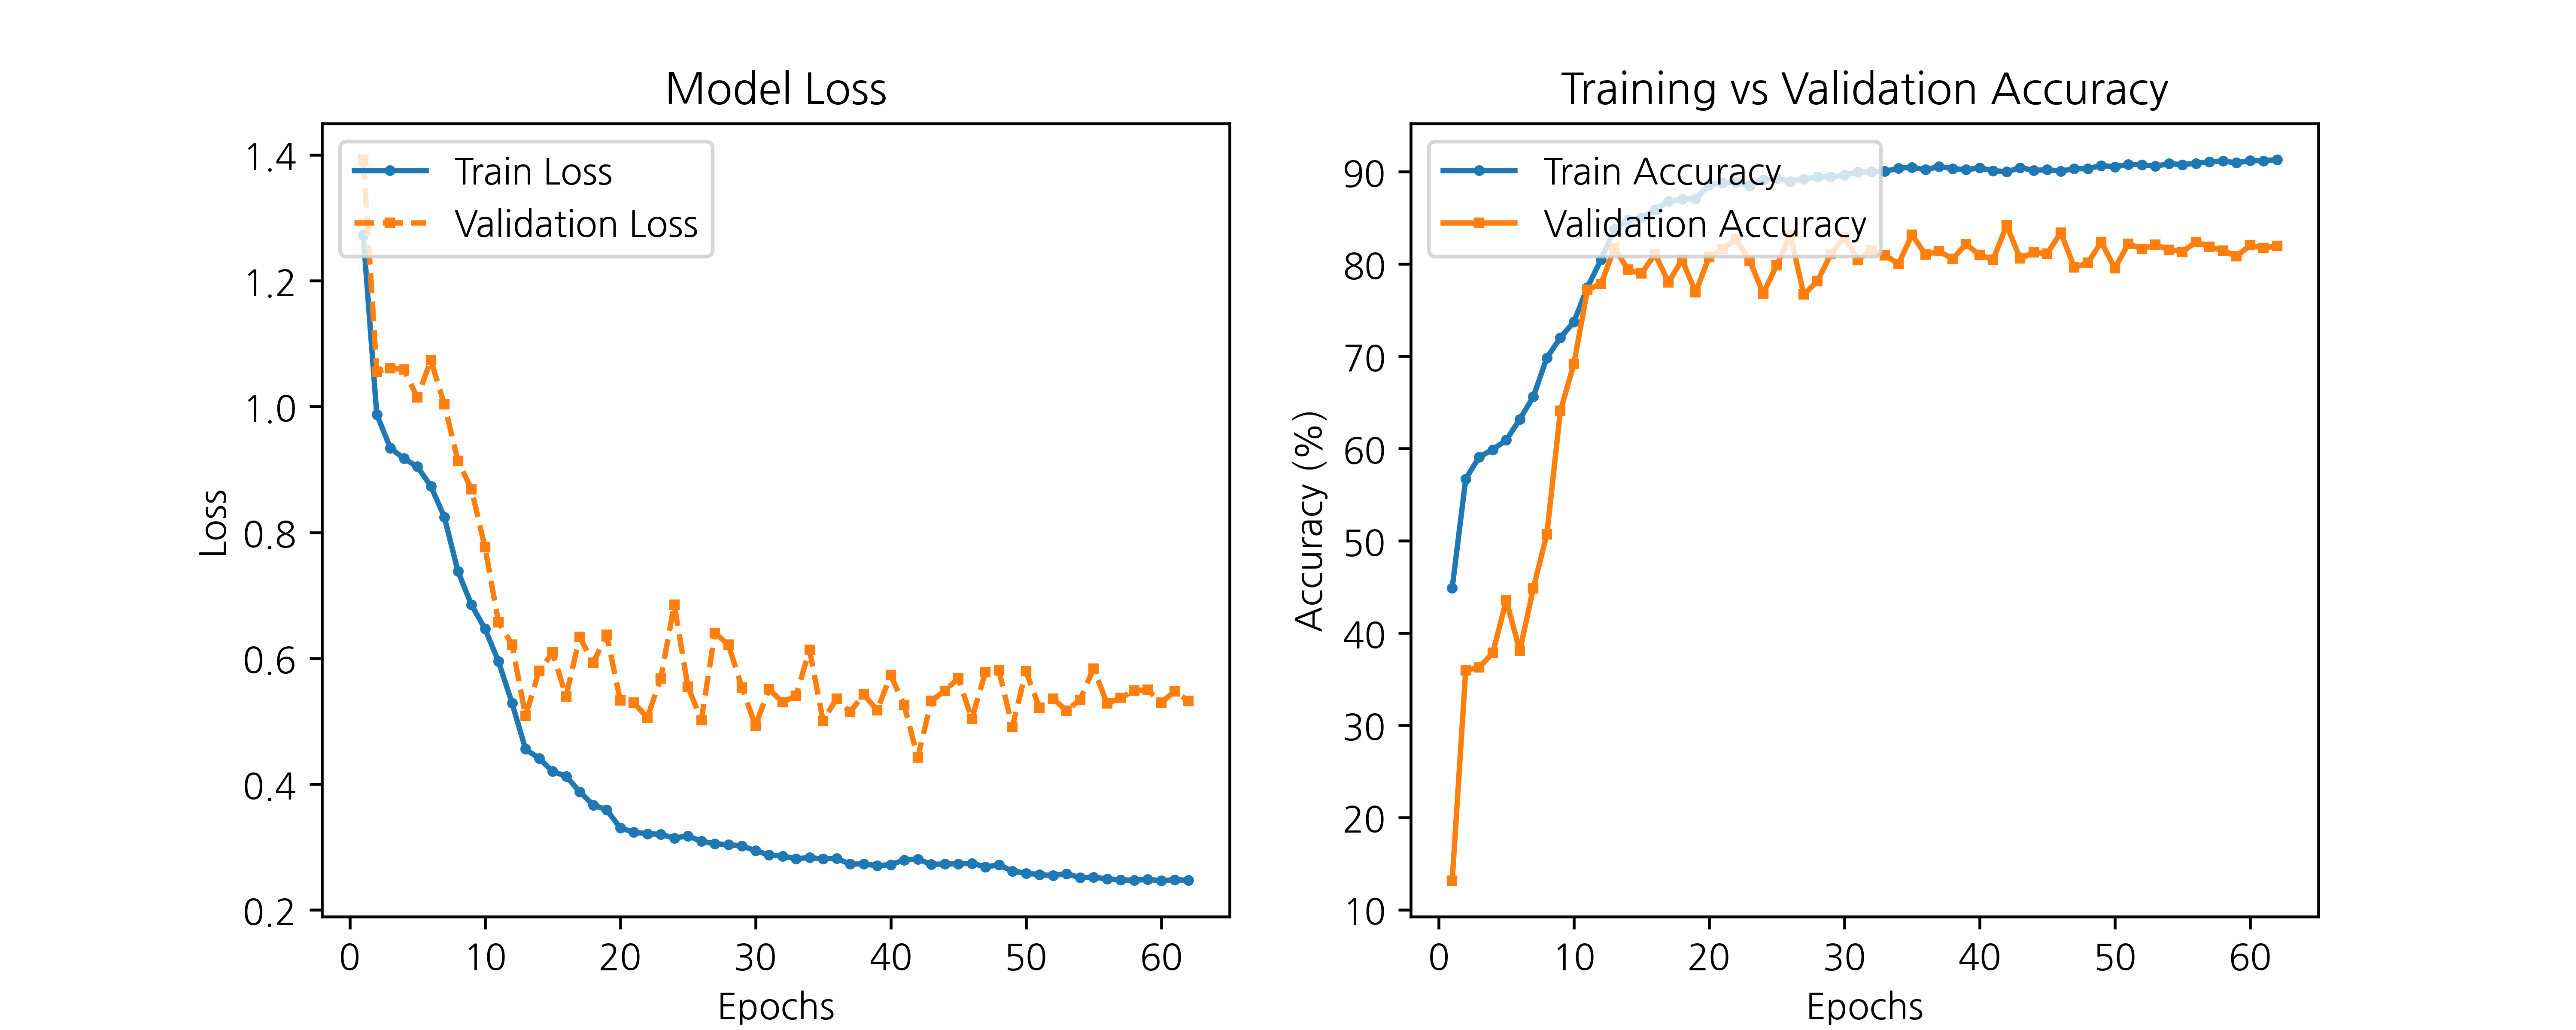 Model Loss
Train Loss
Validation Loss
1.4
1.2
1.0
0.8
0.6
0.4
0.2
Loss
0 10 20 30 40 50 60
Epochs
Training vs Validation Accuracy
Train Accuracy
Validation Accuracy
90
80
70
60
50
40
30
20
10
Accuracy (%)
0 10 20 30 40 50 60
Epochs